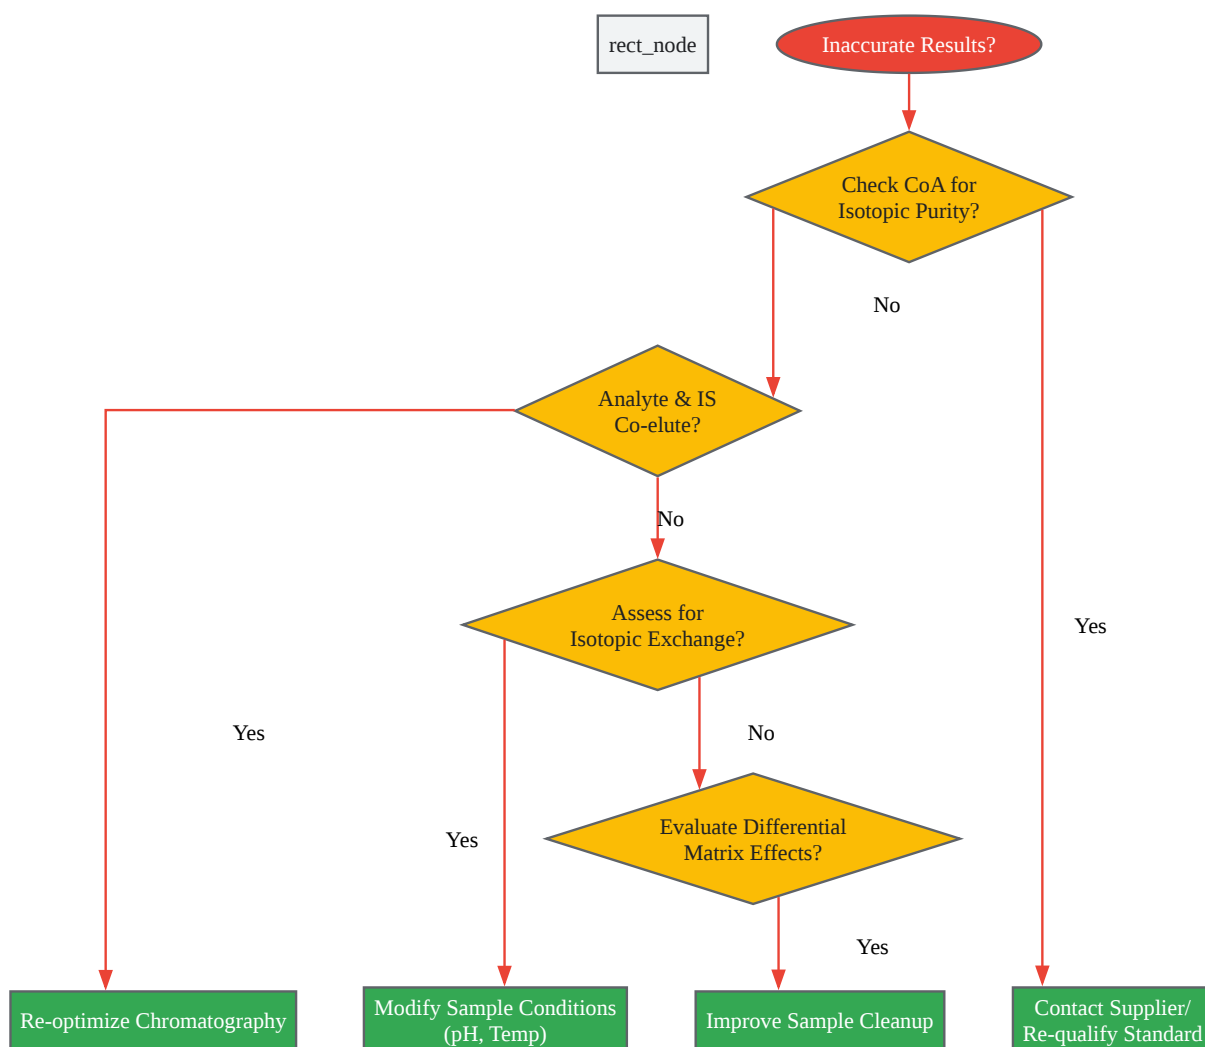 rect_node
Inaccurate Results?
Check CoA for
Isotopic Purity?
No
Analyte & IS
Co-elute?
No
Assess for
Isotopic Exchange?
Yes
Yes
No
Evaluate Differential
Matrix Effects?
Yes
Yes
Re-optimize Chromatography
Modify Sample Conditions
(pH, Temp)
Improve Sample Cleanup
Contact Supplier/
Re-qualify Standard